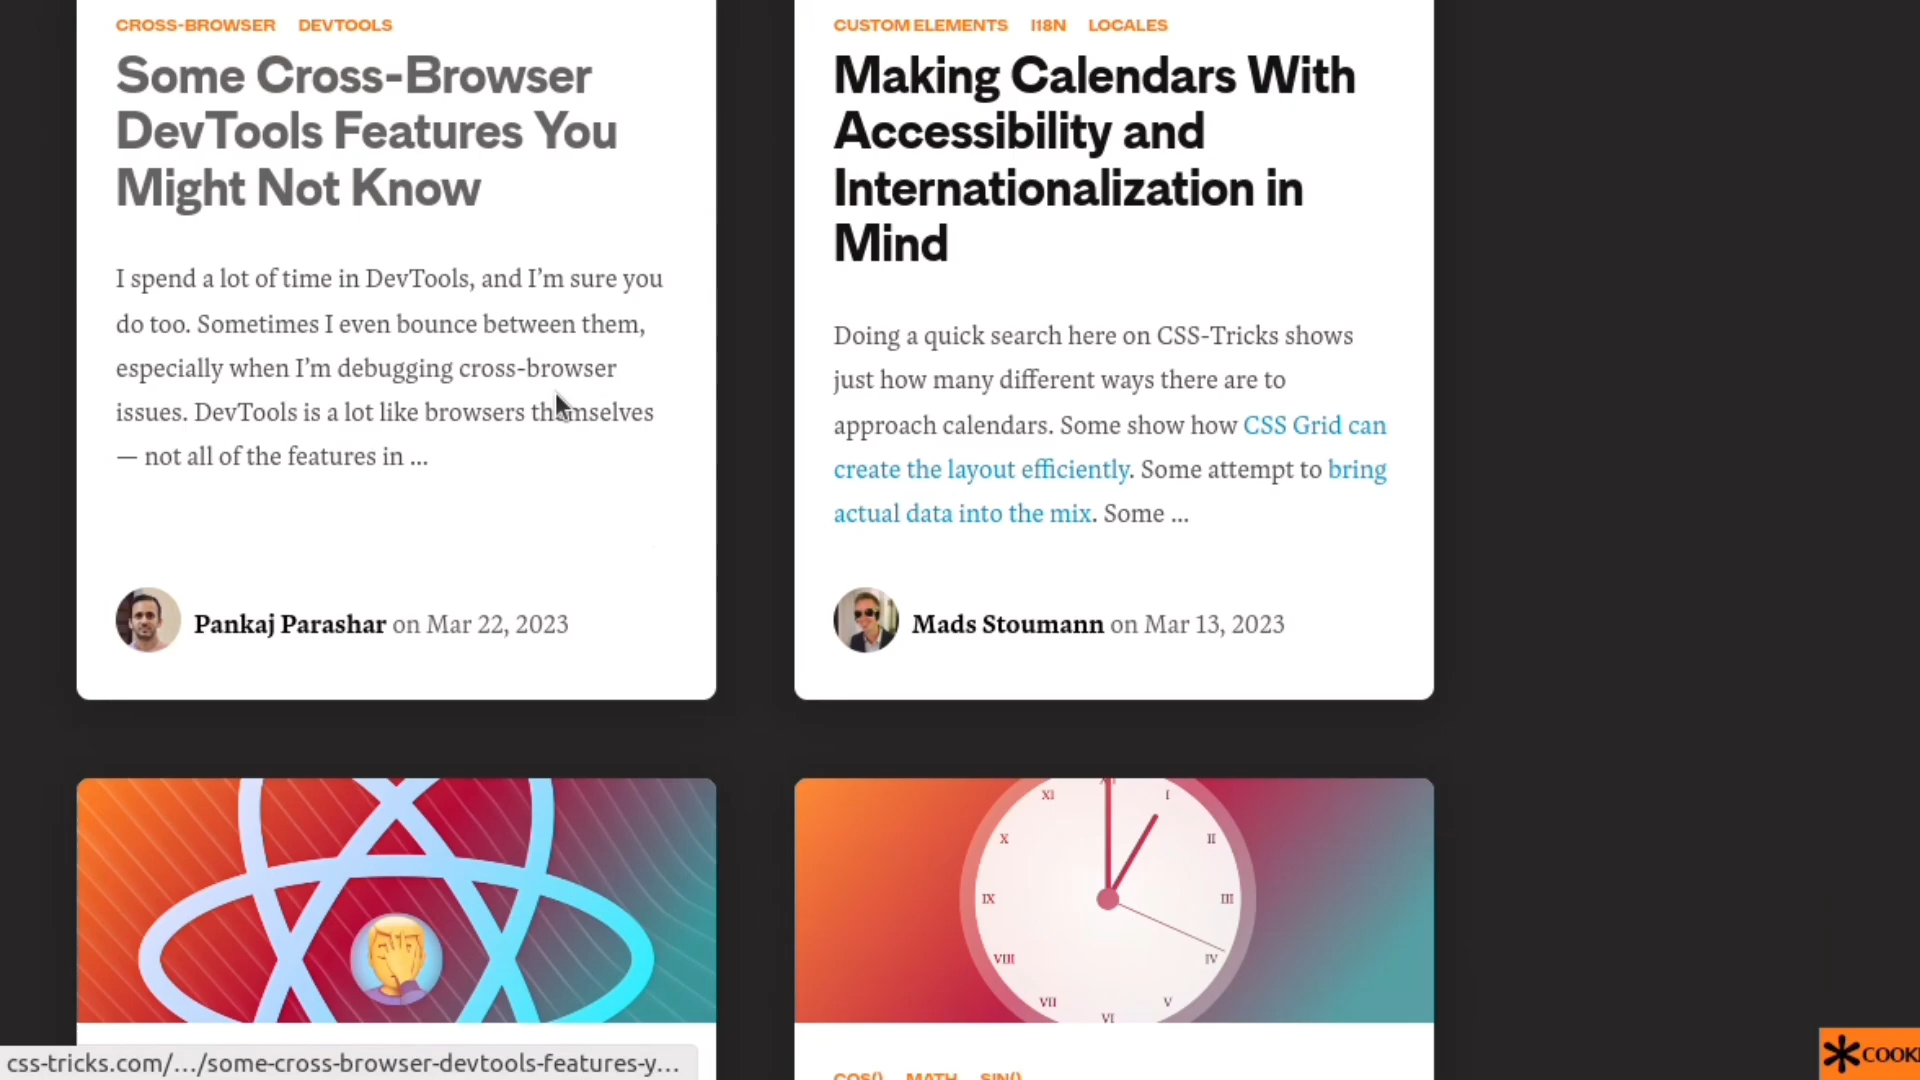 CROSS-BROWSER DEVTOOLS
Some Cross-Browser
DevTools Features You
Might Not Know
I spend a lot of time in DevTools, and I’m sure you
do too. Sometimes I even bounce between them,
especially when I’m debugging cross-browser
issues. DevTools is a lot like browsers themselves
— not all of the features in ...
Pankaj Parashar on Mar 22, 2023
CUSTOM ELEMENTS I18N LOCALES
Making Calendars With
Accessibility and
Internationalization in
Mind
Doing a quick search here on CSS-Tricks shows
just how many different ways there are to
approach calendars. Some show how CSS Grid can
create the layout efficiently. Some attempt to bring
actual data into the mix. Some ...
Mads Stoumann on Mar 13, 2023
XII
XI
I
X
II
IX
III
VIII
IV
VII
V
VI
COS() MATH SIN()
css-tricks.com/.../some-cross-browser-devtools-features-y...